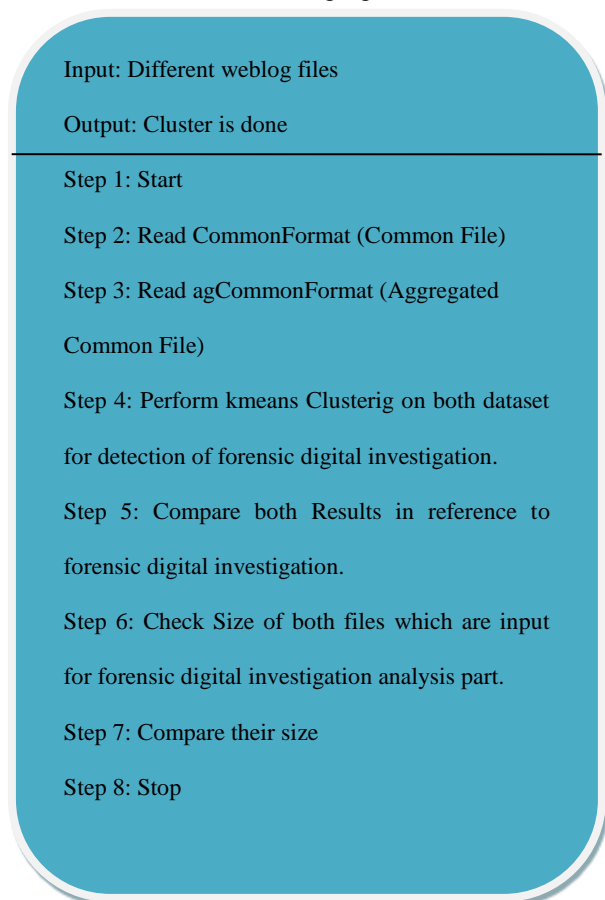 Input: Different weblog files
Output: Cluster is done
Step 1: Start
Step 2: Read CommonFormat (Common File)
Step 3: Read agCommonFormat (Aggregated
Common File)
Step 4: Perform kmeans Clusterig on both dataset
for detection of forensic digital investigation.
Step 5: Compare both Results in reference to
forensic digital investigation.
Step 6: Check Size of both files which are input
for forensic digital investigation analysis part.
Step 7: Compare their size
Step 8: Stop